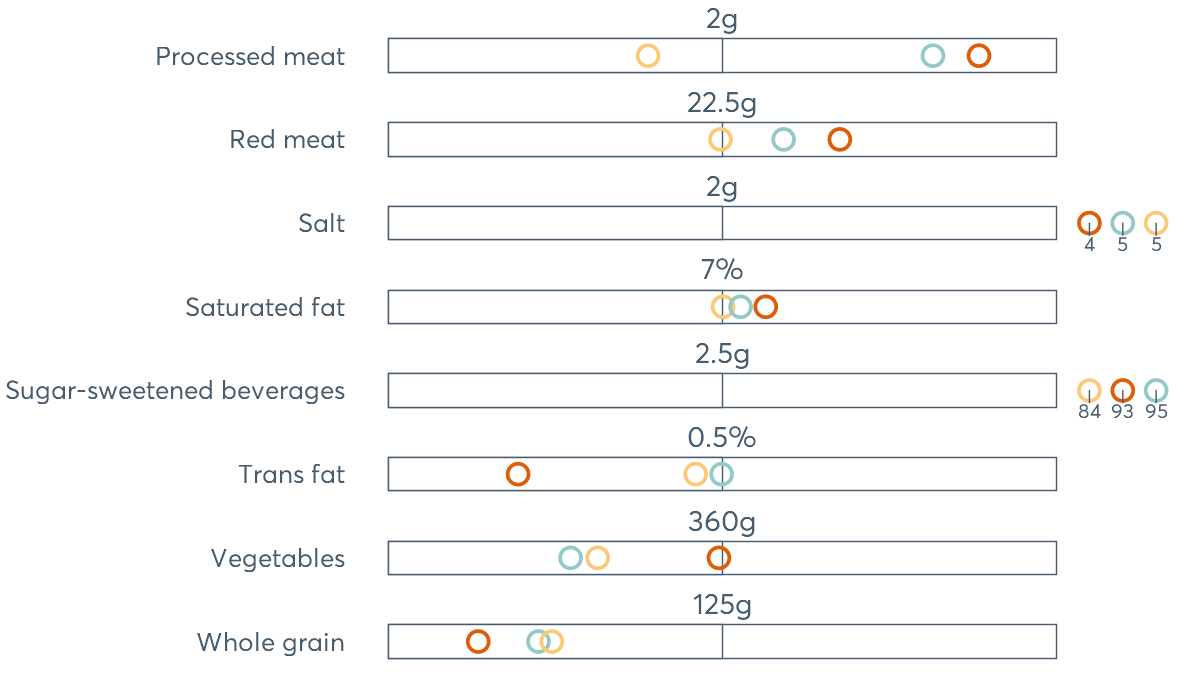 2g
Processed meat
22.5g
Red meat
2g
Salt
4 5 5
7%
Saturated fat
2.5g
Sugar-sweetened beverages
84 93 95
0.5%
Trans fat
360g
Vegetables
125g
Whole grain